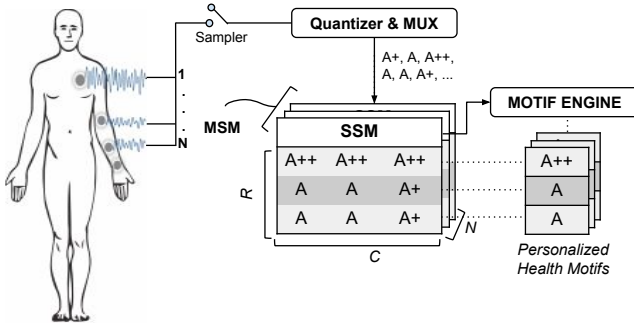 Quantizer & MUX
Sampler
A+, A, A++,
A, A, A+, ...
1
.
.
.
N
MSM
MOTIF ENGINE
SSM
A++ A++ A++
A A A+
A A A+
R
C
N
A++
A
A
Personalized
Health Motifs